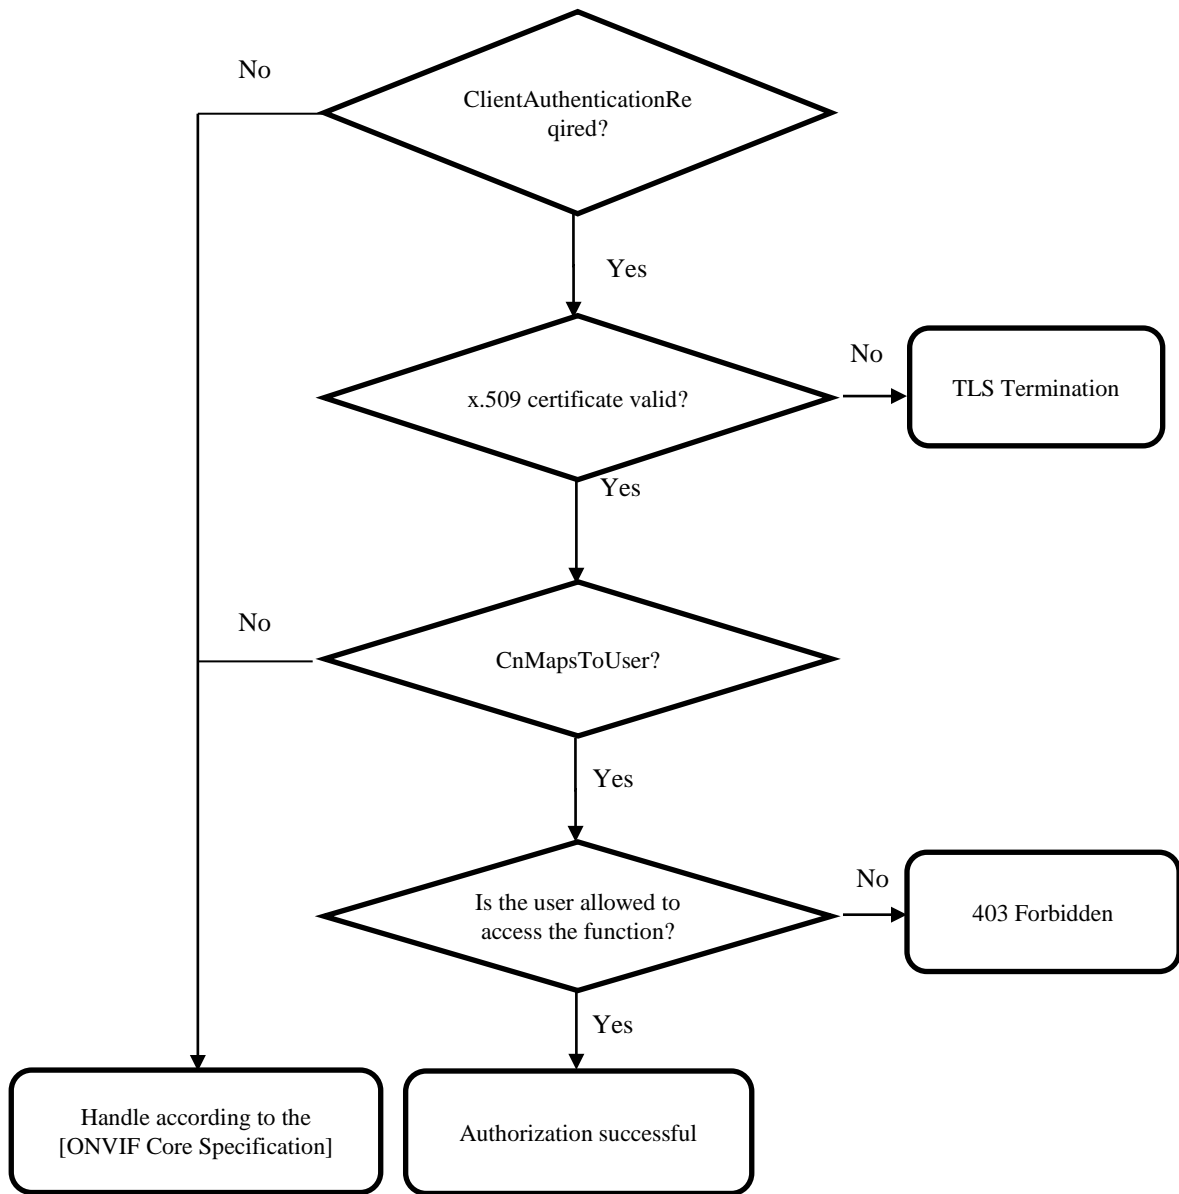 No
ClientAuthenticationRe
qired?
Yes
No
x.509 certificate valid?
TLS Termination
Yes
No
CnMapsToUser?
Yes
No
Is the user allowed to
access the function?
403 Forbidden
Yes
Handle according to the
[ONVIF Core Specification]
Authorization successful